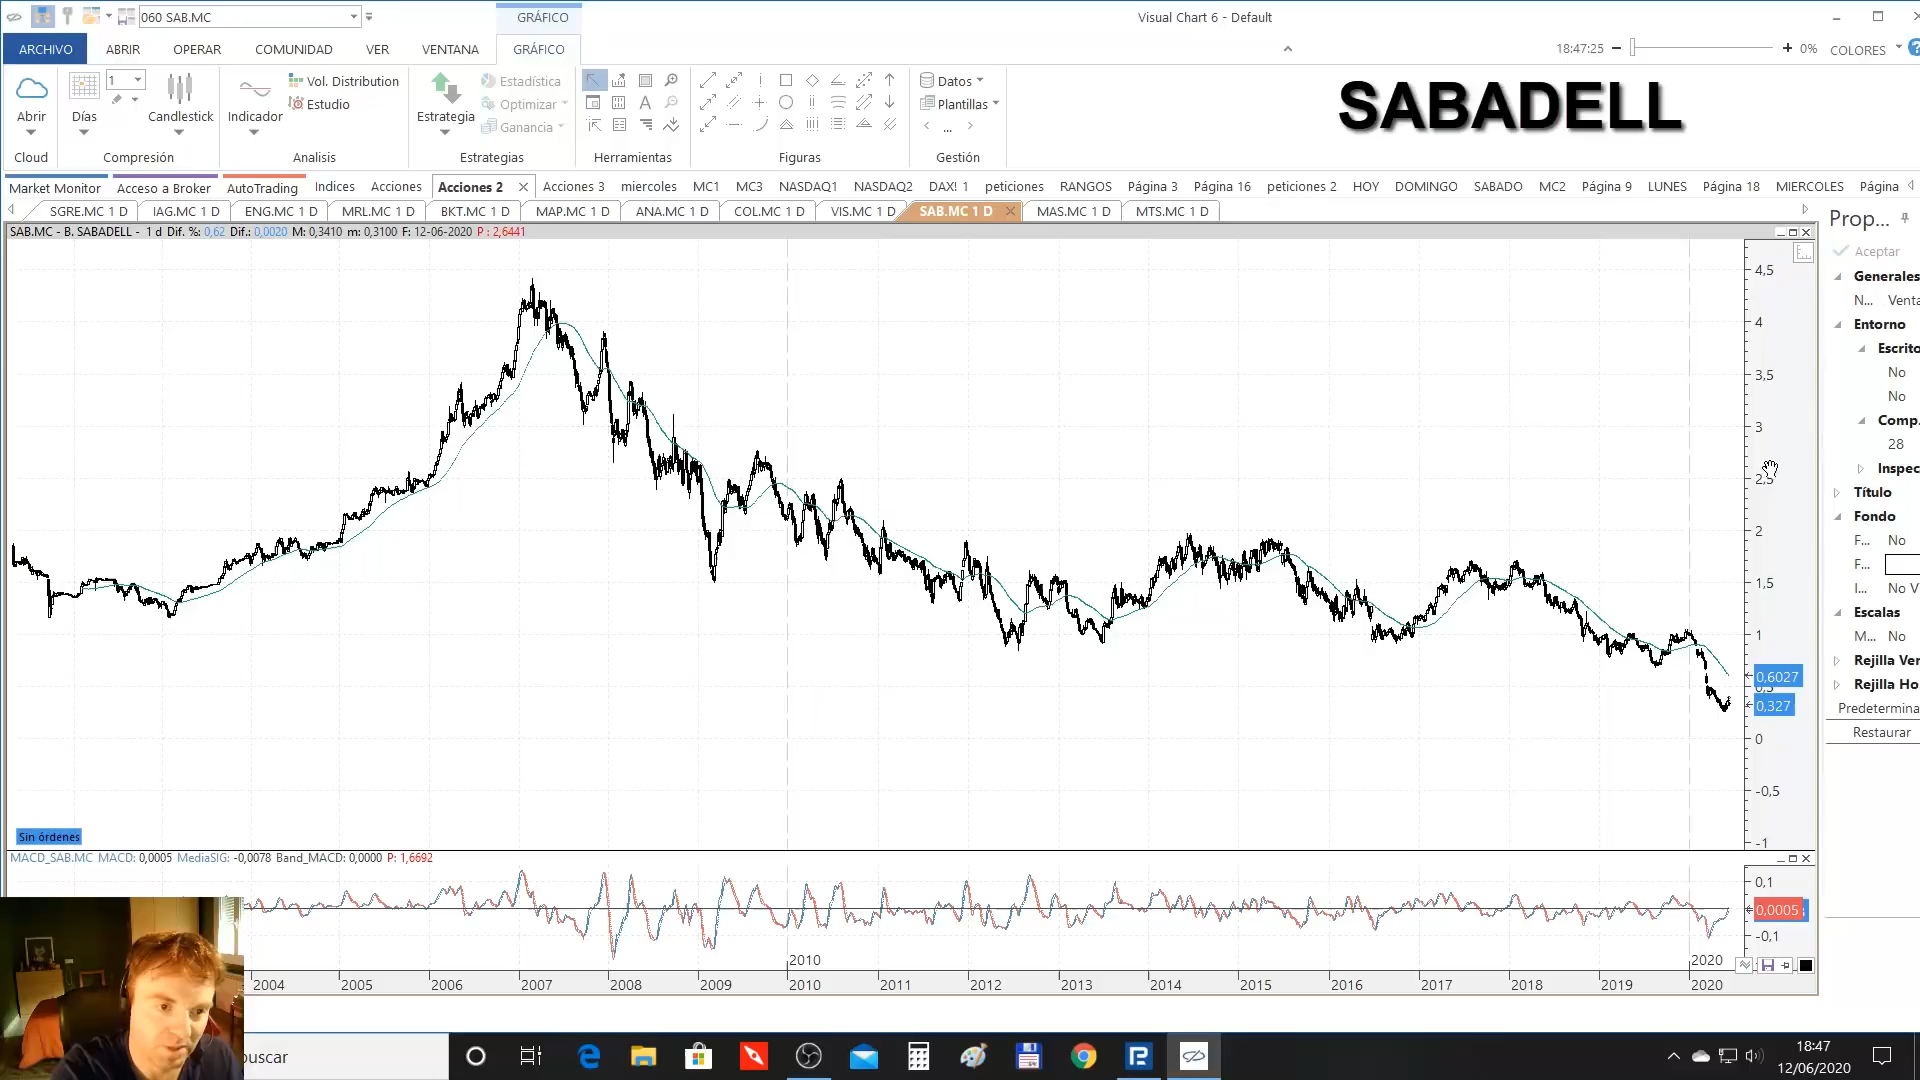 060 SAB.MC
GRÁFICO
Visual Chart 6 - Default
ARCHIVO ABRIR OPERAR COMUNIDAD VER VENTANA GRÁFICO
18:47:25 0% COLORES
SABADELL
Abrir
Cloud
Días
1
Candlestick
Compresión
Indicador
Vol. Distribution
Estudio
Analisis
Estrategia
Estadística
Optimizar
Ganancia
Estrategias
Herramientas
Figuras
Datos
Plantillas
< ... >
Gestión
Market Monitor Acceso a Broker AutoTrading Indices Acciones Acciones 2 Acciones 3 miercoles MC1 MC3 NASDAQ1 NASDAQ2 DAX! 1 peticiones RANGOS Página 3 Página 16 peticiones 2 HOY DOMINGO SABADO MC2 Página 9 LUNES Página 18 MIERCOLES Página
SGRE.MC 1 D IAG.MC 1 D ENG.MC 1 D MRL.MC 1 D BKT.MC 1 D MAP.MC 1 D ANA.MC 1 D COL.MC 1 D VIS.MC 1 D SAB.MC 1 D MAS.MC 1 D MTS.MC 1 D
SAB.MC - B. SABADELL - 1 d Dif. %: 0,62 Dif.: 0,0020 M: 0,3410 m: 0,3100 F: 12-06-2020 P : 2,6441
4,5
4
3,5
3
2,5
2
1,5
1
0,6027
0,5
0,327
0
-0,5
-1
Sin órdenes
MACD_SAB.MC MACD: 0,0005 MediaSIG: -0,0078 Band_MACD: 0,0000 P: 1,6692
0,1
0,0005
-0,1
2010 2020
2004 2005 2006 2007 2008 2009 2010 2011 2012 2013 2014 2015 2016 2017 2018 2019 2020
Prop...
Aceptar
Generales
N... Venta
Entorno
Escrito
No
No
Comp.
28
Inspec
Título
Fondo
F... No
F...
I... No V
Escalas
M... No
Rejilla Ver
Rejilla Ho
Predetermina
Restaurar
buscar
18:47
12/06/2020